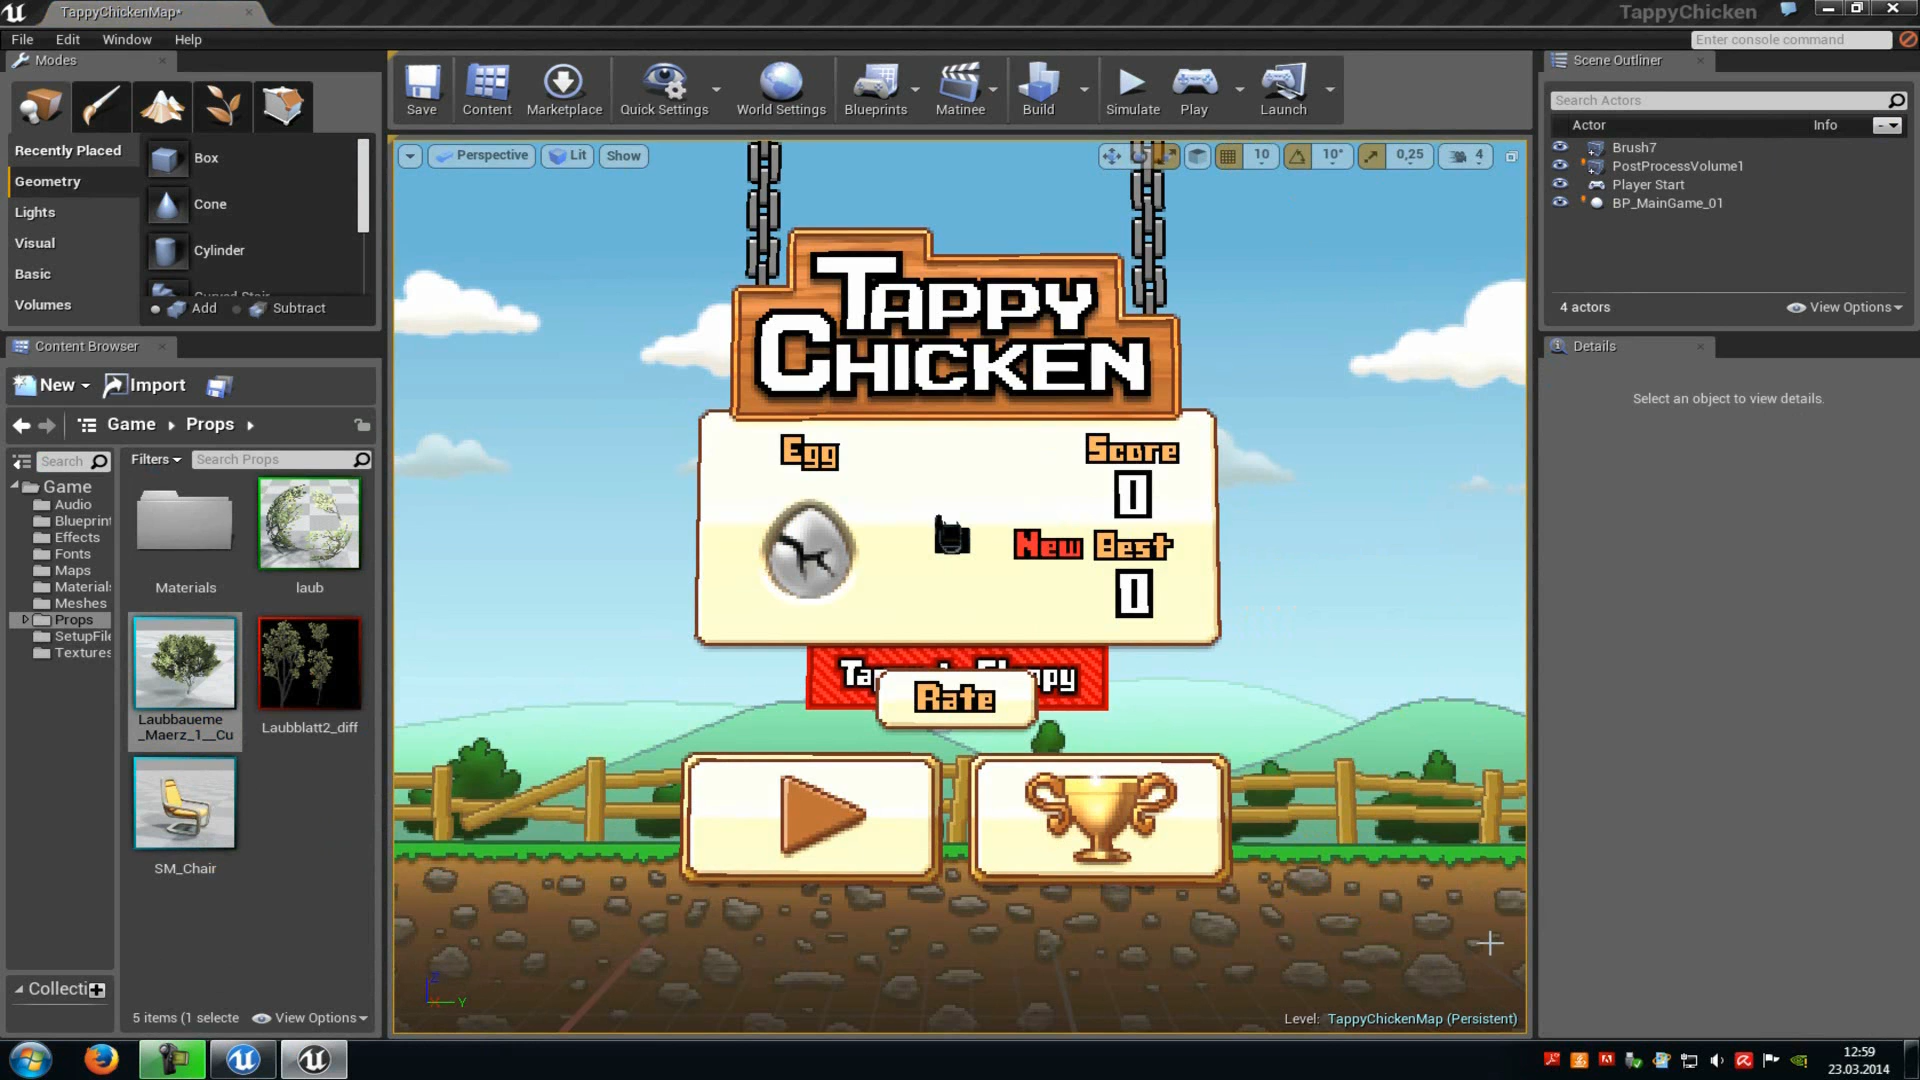 TappyChickenMap*
TappyChicken
File Edit Window Help
Enter console command
Modes
Recently Placed
Geometry
Lights
Visual
Basic
Volumes
Box
Cone
Cylinder
Add Subtract
Save
Content
Marketplace
Quick Settings
World Settings
Blueprints
Matinee
Build
Simulate
Play
Launch
Scene Outliner
Search Actors
Actor Info
Brush7
PostProcessVolume1
Player Start
BP_MainGame_01
4 actors View Options
Details
Select an object to view details.
Content Browser
New Import
Game Props
Search
Filters Search Props
Game
Audio
Blueprint
Effects
Fonts
Maps
Materials
Meshes
Props
SetupFile
Textures
Materials
laub
Laubbaueme
_Maerz_1__Cu
Laubblatt2_diff
SM_Chair
Collecti
5 items (1 selecte View Options
Perspective Lit Show
10 10° 0,25 4
TAPPY
CHICKEN
Egg
Score
0
New Best
0
Rate
Z
X Y
Level: TappyChickenMap (Persistent)
12:59
23.03.2014